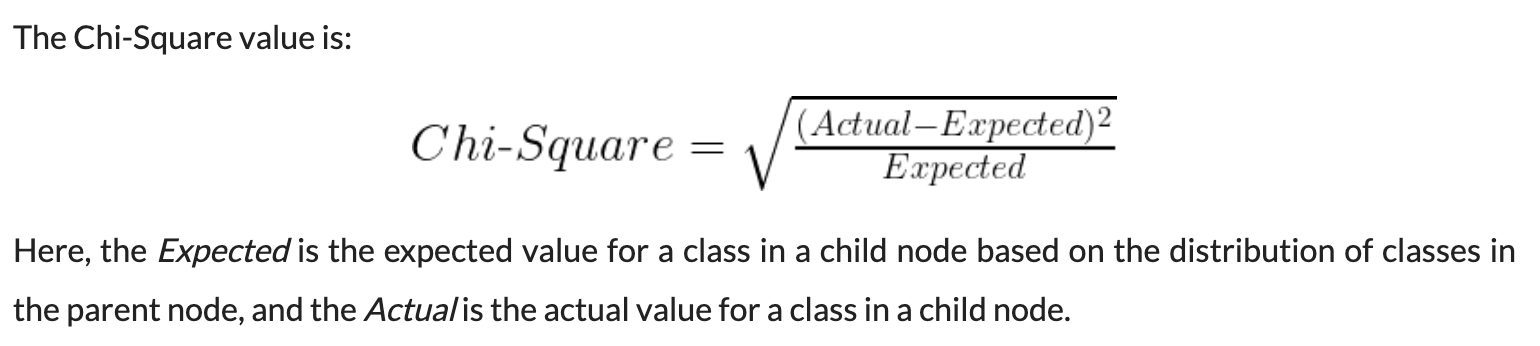 The Chi-Square value is:
Chi-Square = √((Actual−Expected)²/Expected)
Here, the Expected is the expected value for a class in a child node based on the distribution of classes in
the parent node, and the Actual is the actual value for a class in a child node.